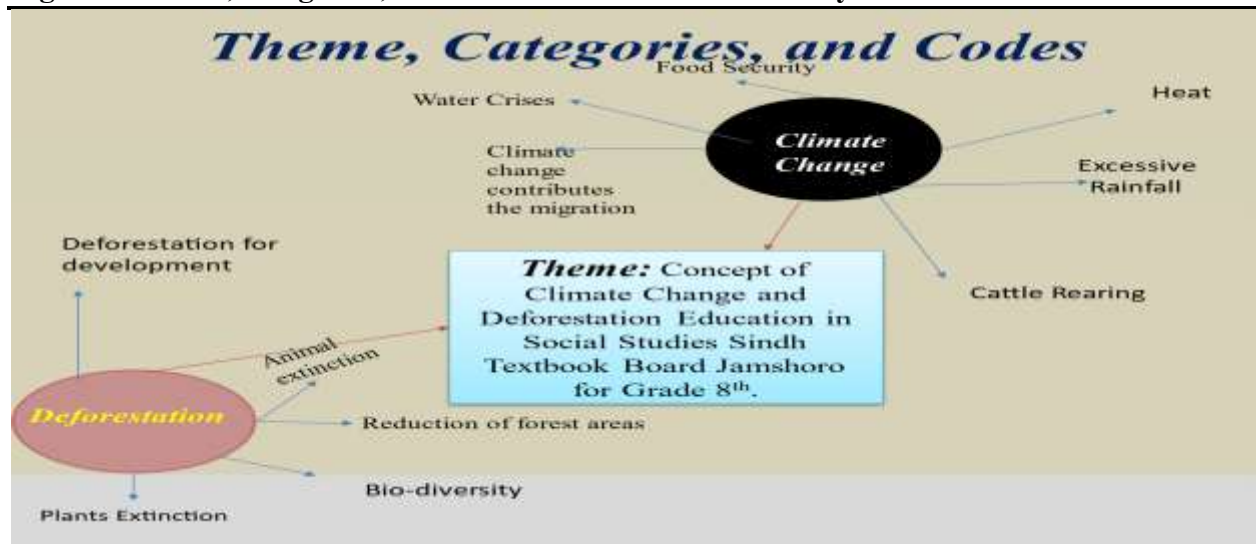 Theme, Categories, and Codes
Food Security
Water Crises
Heat
Climate
Change
Climate
change
contributes
the migration
Excessive
Rainfall
Deforestation for
development
Cattle Rearing
Theme: Concept of
Climate Change and
Deforestation Education in
Social Studies Sindh
Textbook Board Jamshoro
for Grade 8th.
Animal
extinction
Deforestation
Reduction of forest areas
Bio-diversity
Plants Extinction